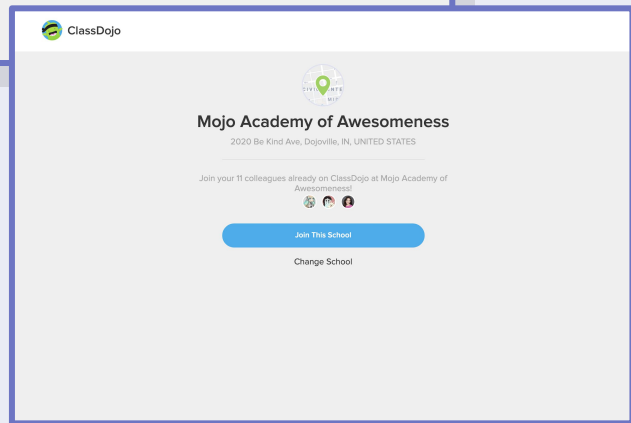 ClassDojo
Mojo Academy of Awesomeness
2020 Be Kind Ave, Dojoville, IN, UNITED STATES
Join your 11 colleagues already on ClassDojo at Mojo Academy of
Awesomeness!
Join This School
Change School